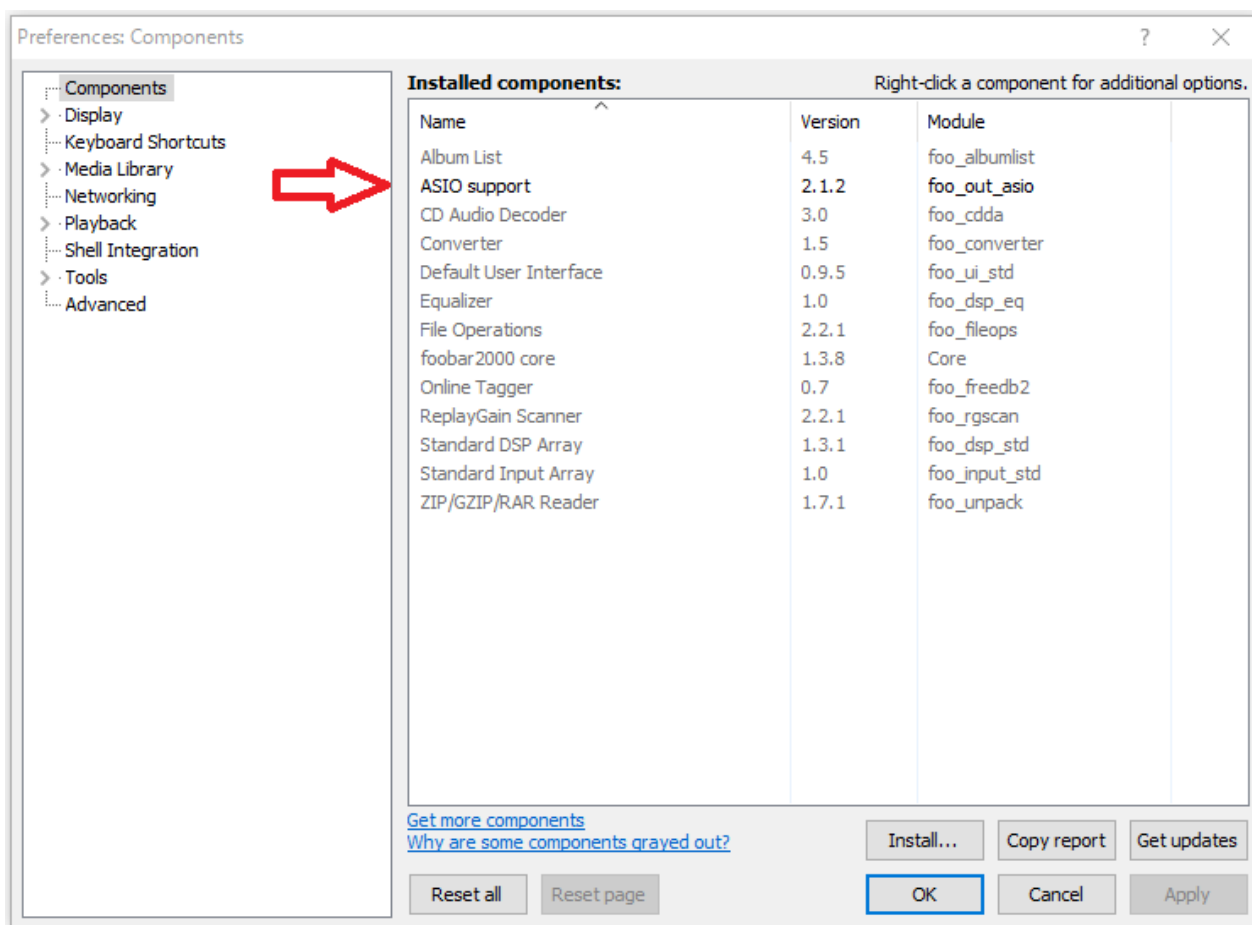 Preferences: Components
?
Components
Display
Keyboard Shortcuts
Media Library
Networking
Playback
Shell Integration
Tools
Advanced
Installed components: Right-click a component for additional options.
Name Version Module
Album List 4.5 foo_albumlist
ASIO support 2.1.2 foo_out_asio
CD Audio Decoder 3.0 foo_cdda
Converter 1.5 foo_converter
Default User Interface 0.9.5 foo_ui_std
Equalizer 1.0 foo_dsp_eq
File Operations 2.2.1 foo_fileops
foobar2000 core 1.3.8 Core
Online Tagger 0.7 foo_freedb2
ReplayGain Scanner 2.2.1 foo_rgscan
Standard DSP Array 1.3.1 foo_dsp_std
Standard Input Array 1.0 foo_input_std
ZIP/GZIP/RAR Reader 1.7.1 foo_unpack
Get more components
Why are some components grayed out?
Install... Copy report Get updates
Reset all Reset page OK Cancel Apply